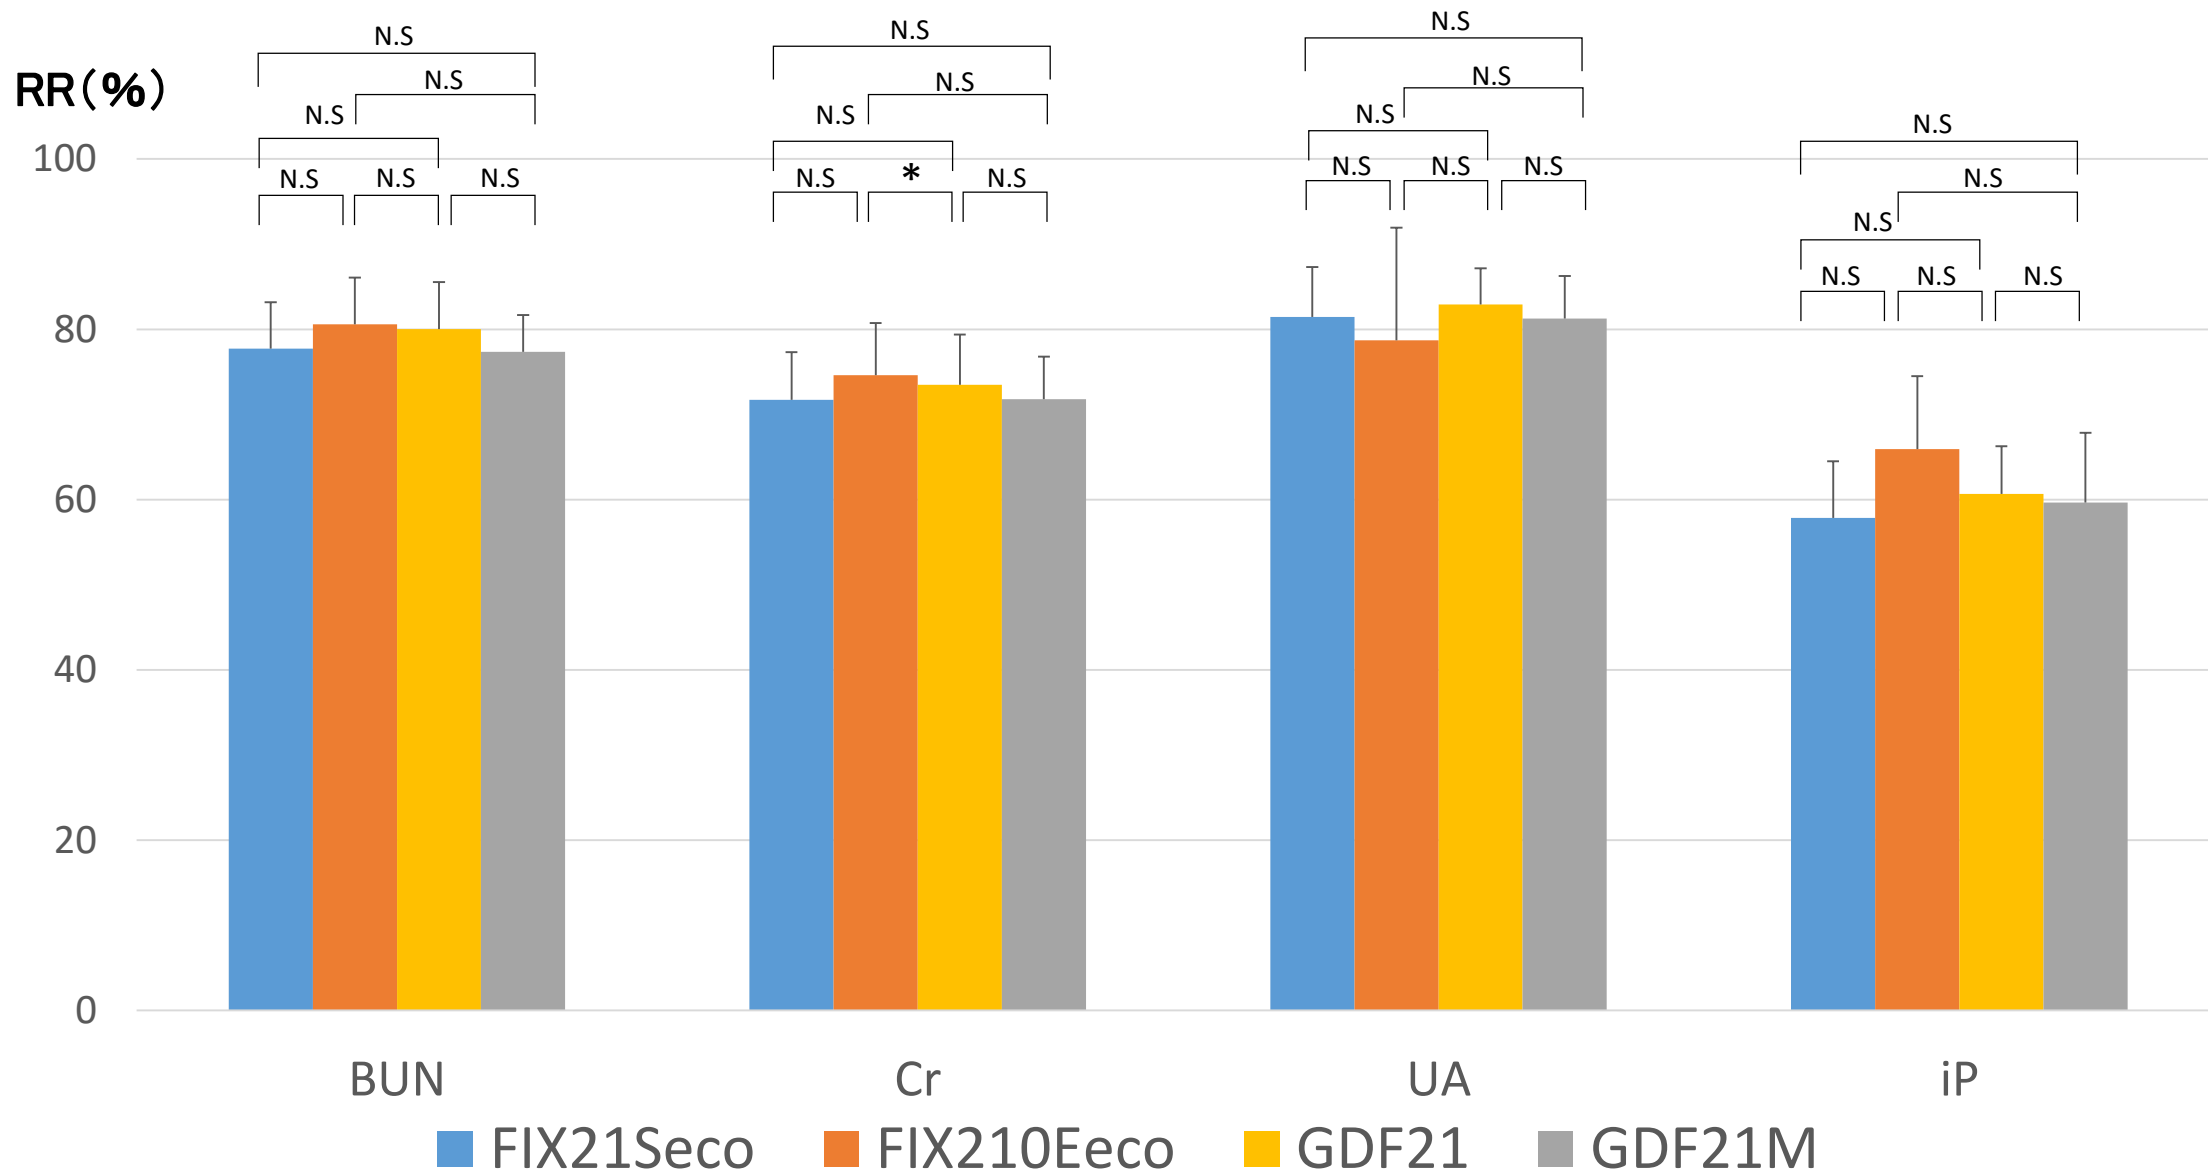 N.S N.S N.S
RR(%) N.S N.S N.S
N.S N.S N.S N.S
100
N.S N.S N.S N.S * N.S N.S N.S N.S N.S
N.S
N.S N.S N.S
80
60
40
20
0
BUN Cr UA iP
FIX21Seco FIX210Eeco GDF21 GDF21M